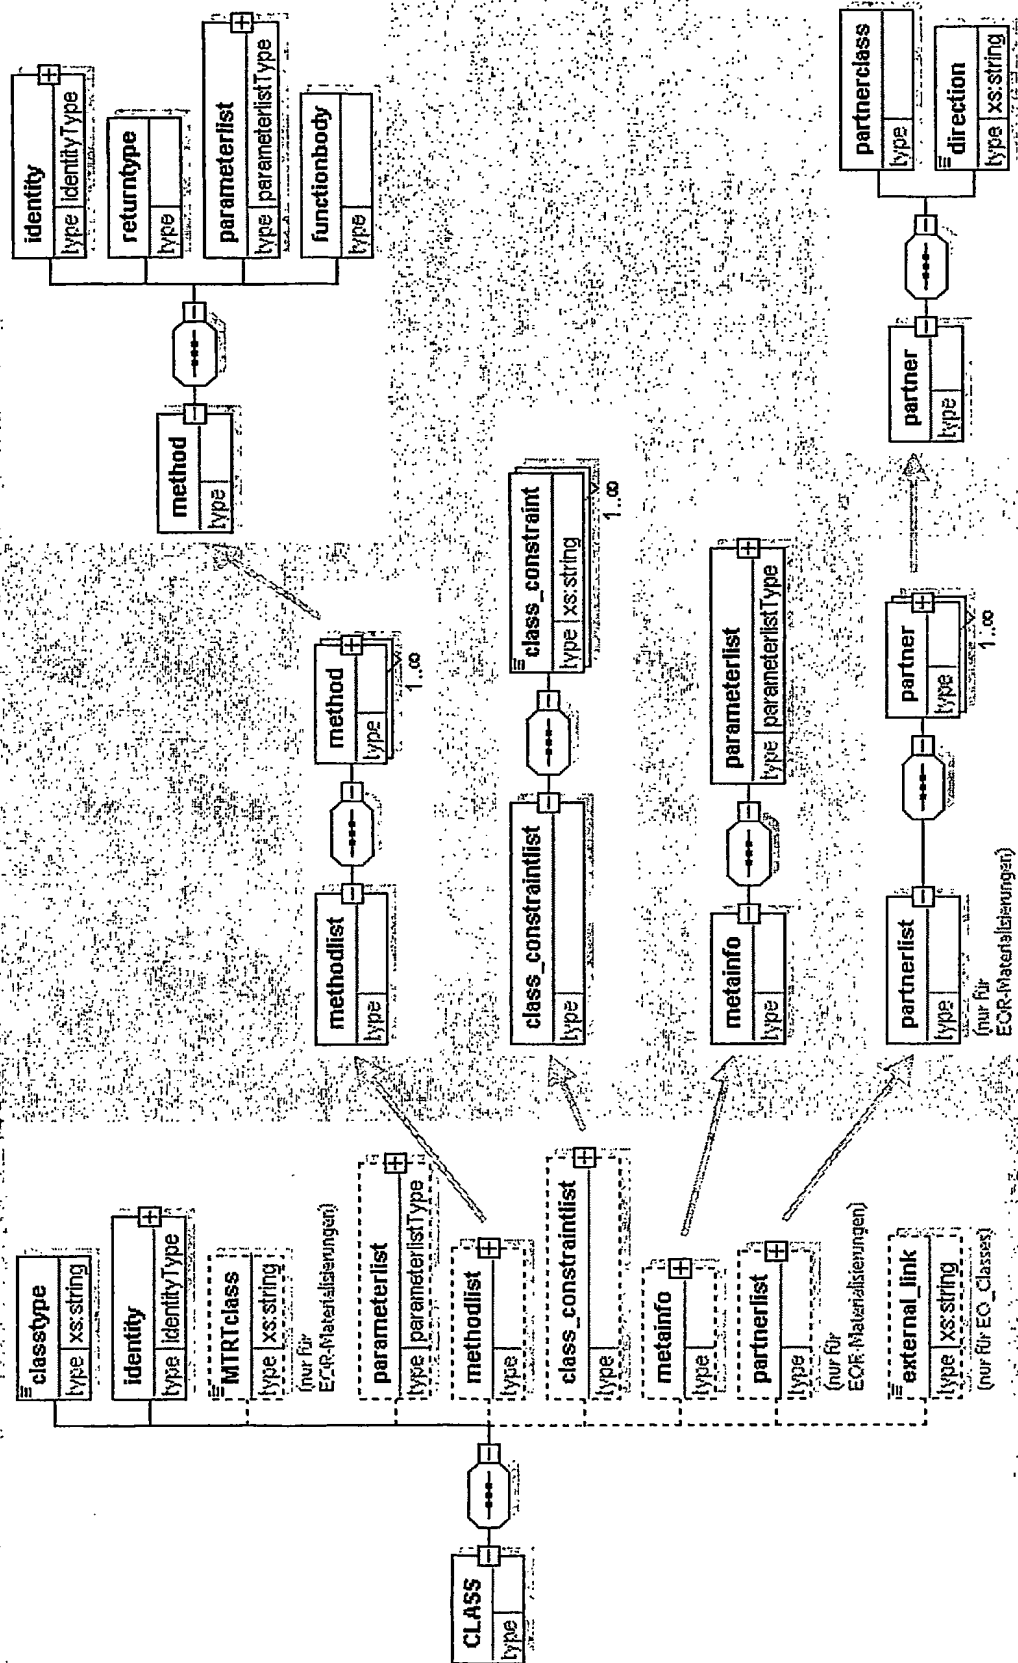 CLASS
type
classtype
type xs:string
identity
type identityType
MTRTclass
type xs:string
(nur für
EOR-Materialisierungen)
parameterlist
type parameterlistType
methodlist
type
class_constraintlist
type
metainfo
type
partnerlist
type
(nur für
EOR-Materialisierungen)
external_link
type xs:string
(nur für EO_Classes)
methodlist
type
method
type
1..∞
class_constraintlist
type
class_constraint
type xs:string
1..∞
metainfo
type
parameterlist
type parameterlistType
partnerlist
type
(nur für
EOR-Materialisierungen)
partner
type
1..∞
method
type
identity
type identityType
returntype
type
parameterlist
type parameterlistType
functionbody
type
partner
type
partnerclass
type
direction
type xs:string